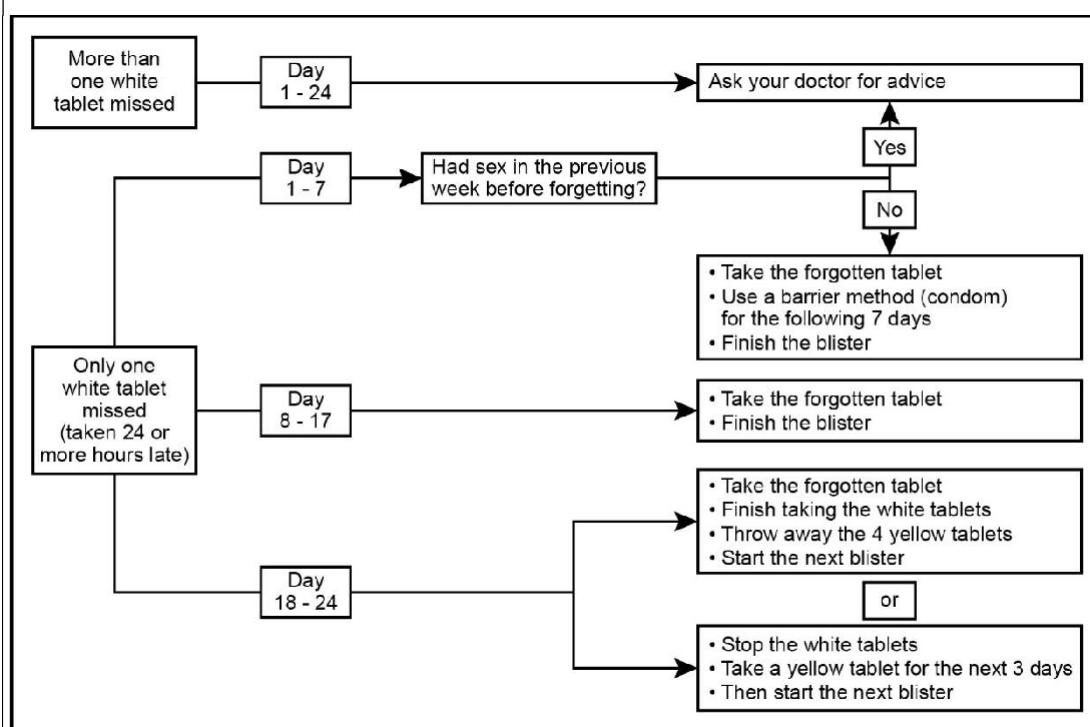 More than
one white
tablet missed
Day
1 - 24
Ask your doctor for advice
Yes
Day
1 - 7
Had sex in the previous
week before forgetting?
No
• Take the forgotten tablet
• Use a barrier method (condom)
for the following 7 days
• Finish the blister
Only one
white tablet
missed
(taken 24 or
more hours late)
Day
8 - 17
• Take the forgotten tablet
• Finish the blister
Day
18 - 24
• Take the forgotten tablet
• Finish taking the white tablets
• Throw away the 4 yellow tablets
• Start the next blister
or
• Stop the white tablets
• Take a yellow tablet for the next 3 days
• Then start the next blister